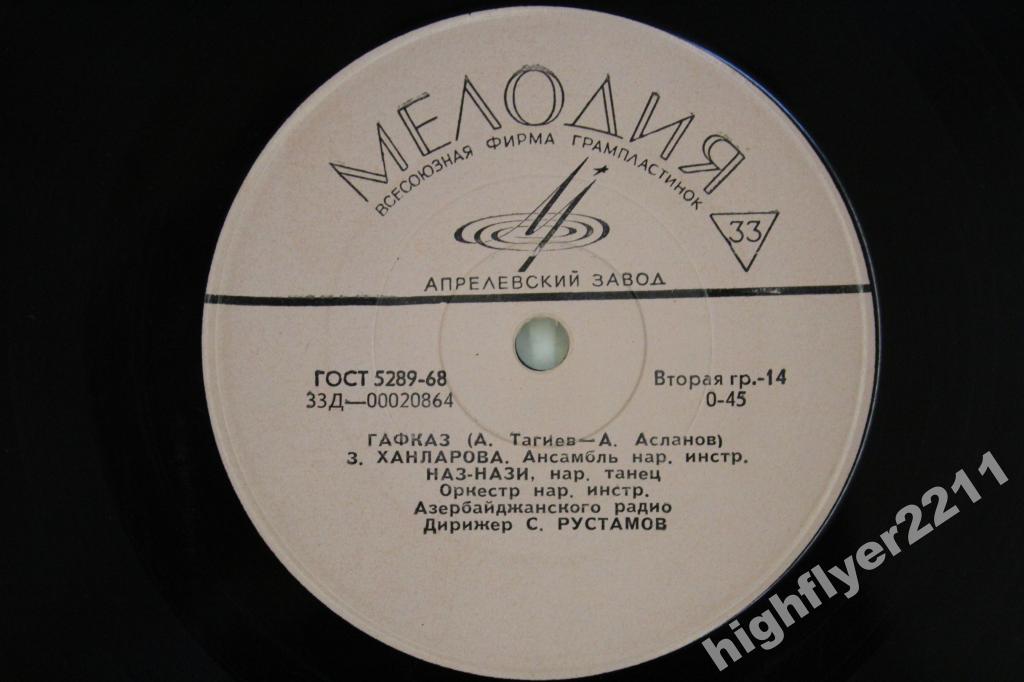 МЕЛОДИЯ
ВСЕСОЮЗНАЯ ФИРМА ГРАМПЛАСТИНОК
33
АПРЕЛЕВСКИЙ ЗАВОД
ГОСТ 5289-68
Вторая гр.-14
33Д—00020864
0-45
ГАФКАЗ (А. Тагиев—А. Асланов)
З. ХАНЛАРОВА. Ансамбль нар. инстр.
НАЗ-НАЗИ, нар. танец
Оркестр нар. инстр.
Азербайджанского радио
Дирижер С. РУСТАМОВ
highflyer2211